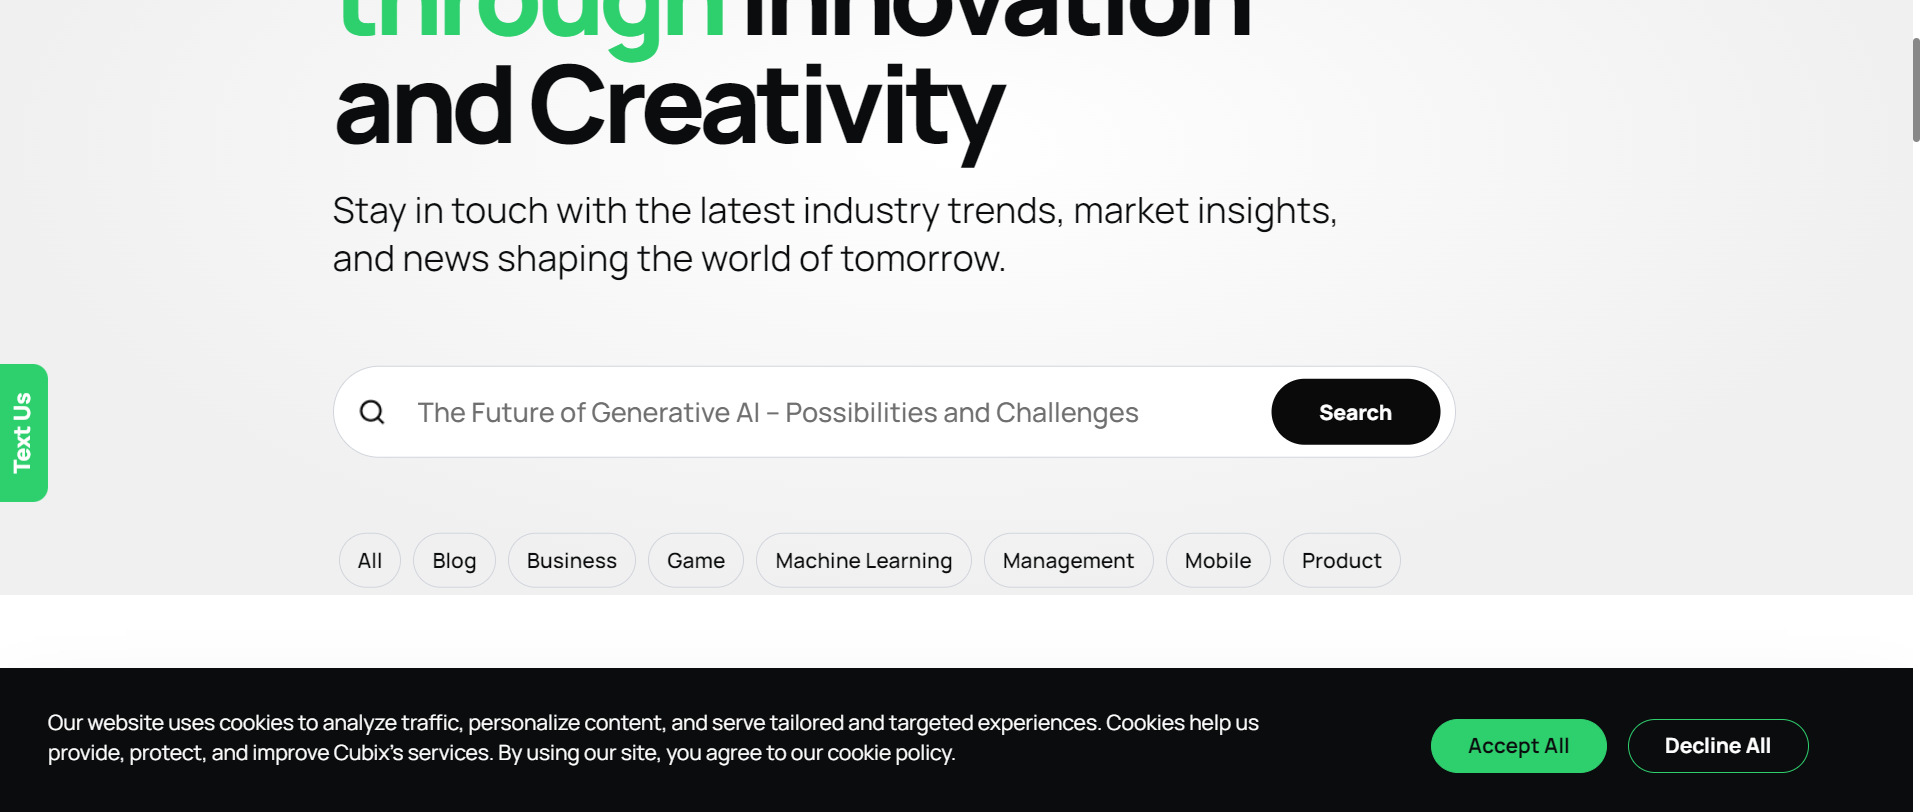 through Innovation
and Creativity
Stay in touch with the latest industry trends, market insights,
and news shaping the world of tomorrow.
Text Us
The Future of Generative AI – Possibilities and Challenges
Search
All
Blog
Business
Game
Machine Learning
Management
Mobile
Product
Our website uses cookies to analyze traffic, personalize content, and serve tailored and targeted experiences. Cookies help us
provide, protect, and improve Cubix's services. By using our site, you agree to our cookie policy.
Accept All
Decline All